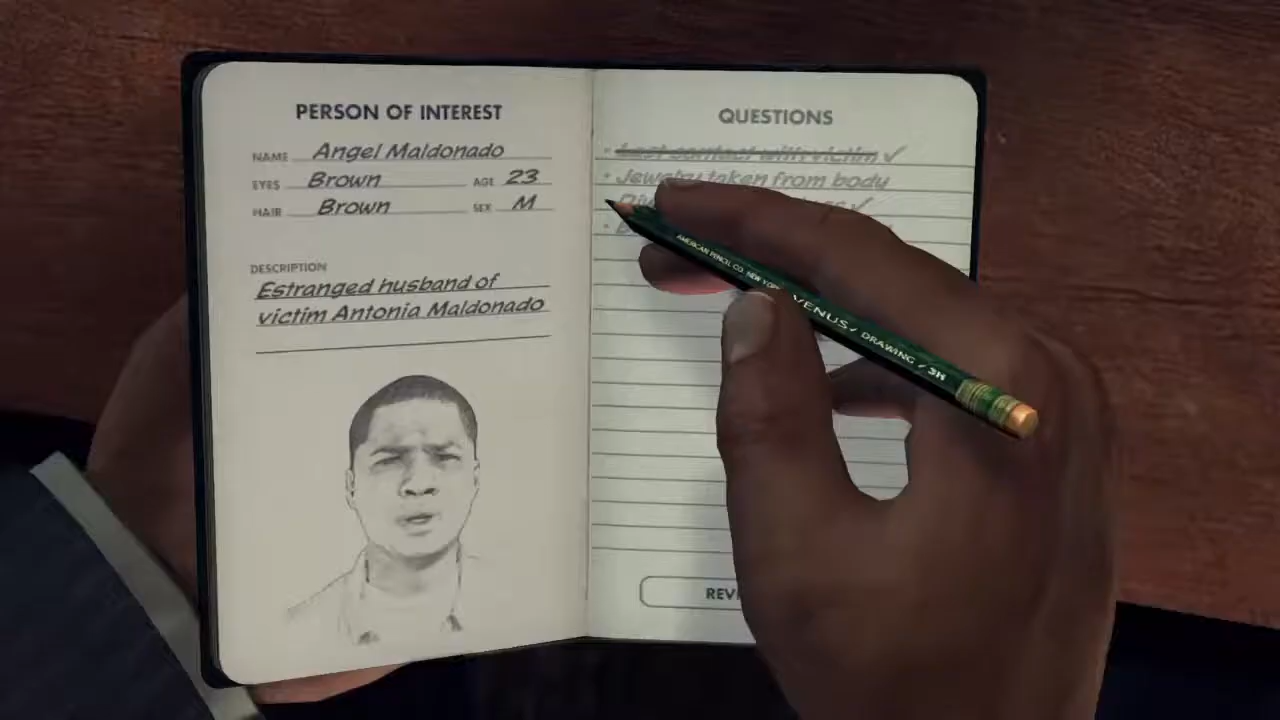 PERSON OF INTEREST
NAME Angel Maldonado
EYES Brown AGE 23
HAIR Brown SEX M
DESCRIPTION
Estranged husband of
victim Antonia Maldonado
QUESTIONS
• Last contact with victim ✓
• Jewelry taken from body
AMERICAN PENCIL CO. NEW YORK VENUS / DRAWING / 3H